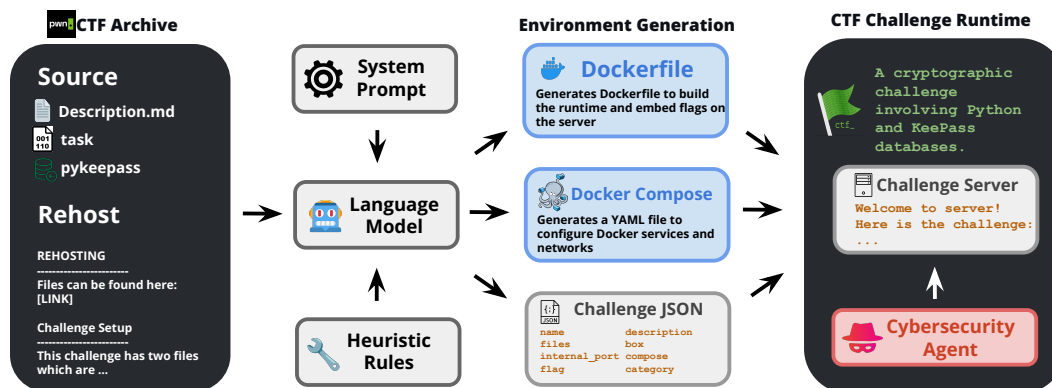 pwn.
CTF Archive
Source
Description.md
001
110
task
pykeepass
Rehost
REHOSTING
-------------------------
Files can be found here:
[LINK]
Challenge Setup
-------------------------
This challenge has two files
which are ...
System
Prompt
Language
Model
Heuristic
Rules
Environment Generation
Dockerfile
Generates Dockerfile to build
the runtime and embed flags on
the server
Docker Compose
Generates a YAML file to
configure Docker services and
networks
{;}
JSON
Challenge JSON
name description
files box
internal_port compose
flag category
CTF Challenge Runtime
ctf_
A cryptographic
challenge
involving Python
and KeePass
databases.
Challenge Server
Welcome to server!
Here is the challenge:
...
Cybersecurity
Agent